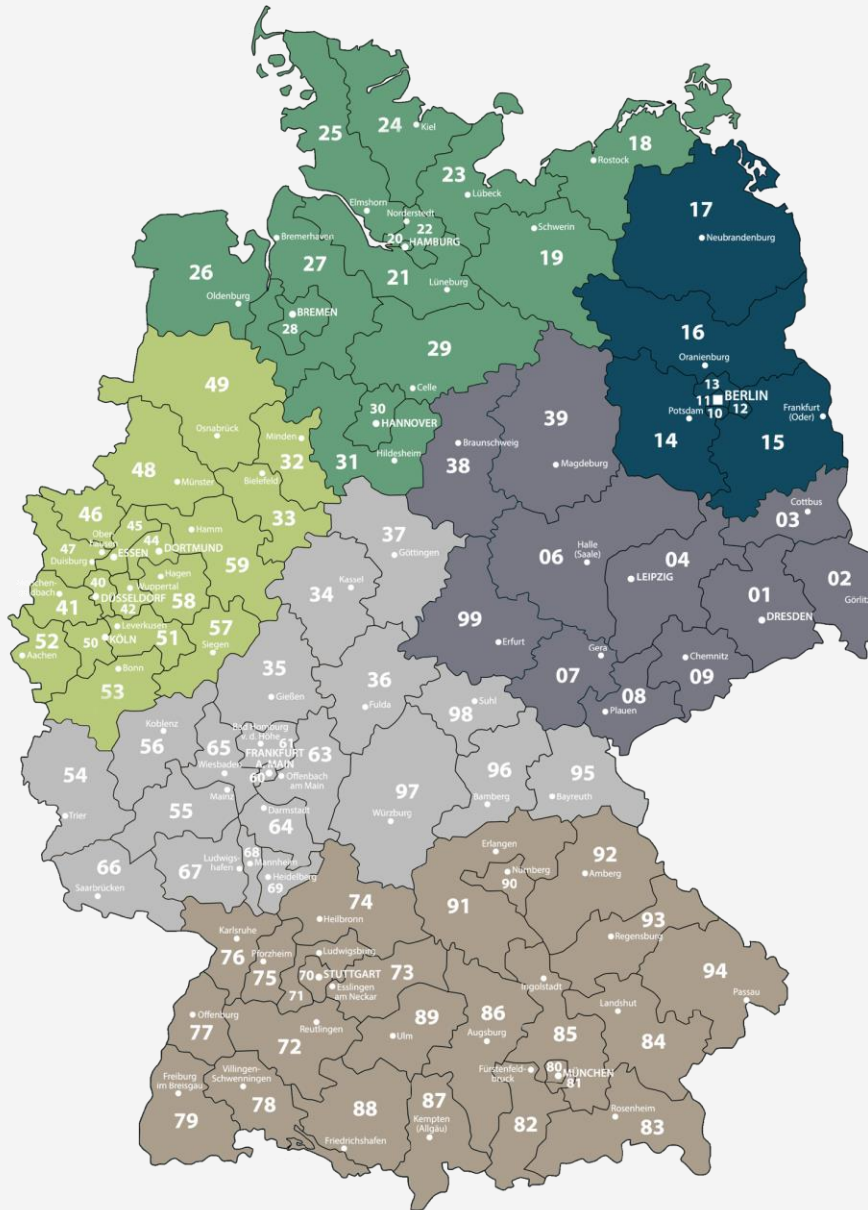 25
24
Kiel
18
Rostock
23
Lübeck
17
Neubrandenburg
Elmshorn
Norderstedt
22
20
HAMBURG
Schwerin
19
Bremerhaven
27
26
Oldenburg
21
Lüneburg
BREMEN
28
16
Oranienburg
29
Celle
49
Osnabrück
13
BERLIN
11
10
12
Potsdam
14
Frankfurt
(Oder)
15
30
HANNOVER
Minden
32
31
Hildesheim
38
Braunschweig
39
Magdeburg
48
Münster
Bielefeld
33
46
45
Ober
44
Hamm
47
ESSEN
DORTMUND
Duisburg
59
37
Göttingen
03
Cottbus
06
Halle
(Saale)
04
LEIPZIG
40
Hagen
Wuppertal
DÜSSELDORF
42
58
41
34
Kassel
01
DRESDEN
02
Görlitz
52
Aachen
50
KÖLN
Leverkusen
51
57
Siegen
99
Erfurt
Gera
Chemnitz
09
07
08
Plauen
Bonn
53
35
Gießen
36
Fulda
Suhl
98
Koblenz
56
65
Wiesbaden
Bad Homburg
v. d. Höhe
61
FRANKFURT
A. MAIN
60
Offenbach
am Main
63
54
Trier
55
Mainz
Darmstadt
64
97
Würzburg
96
Bamberg
95
Bayreuth
66
Saarbrücken
67
Ludwigs-
hafen
68
Mannheim
Heidelberg
69
Erlangen
Nürnberg
90
91
92
Amberg
74
Heilbronn
93
Regensburg
Karlsruhe
76
Pforzheim
75
Ludwigsburg
70
STUTTGART
71
Esslingen
am Neckar
73
Ingolstadt
94
Passau
Offenburg
77
Reutlingen
72
89
Ulm
86
Augsburg
85
Landshut
84
Freiburg
im Breisgau
79
Villingen-
Schwenningen
78
88
Friedrichshafen
87
Kempten
(Allgäu)
Fürstenfeld-
bruck
80
MÜNCHEN
81
82
Rosenheim
83